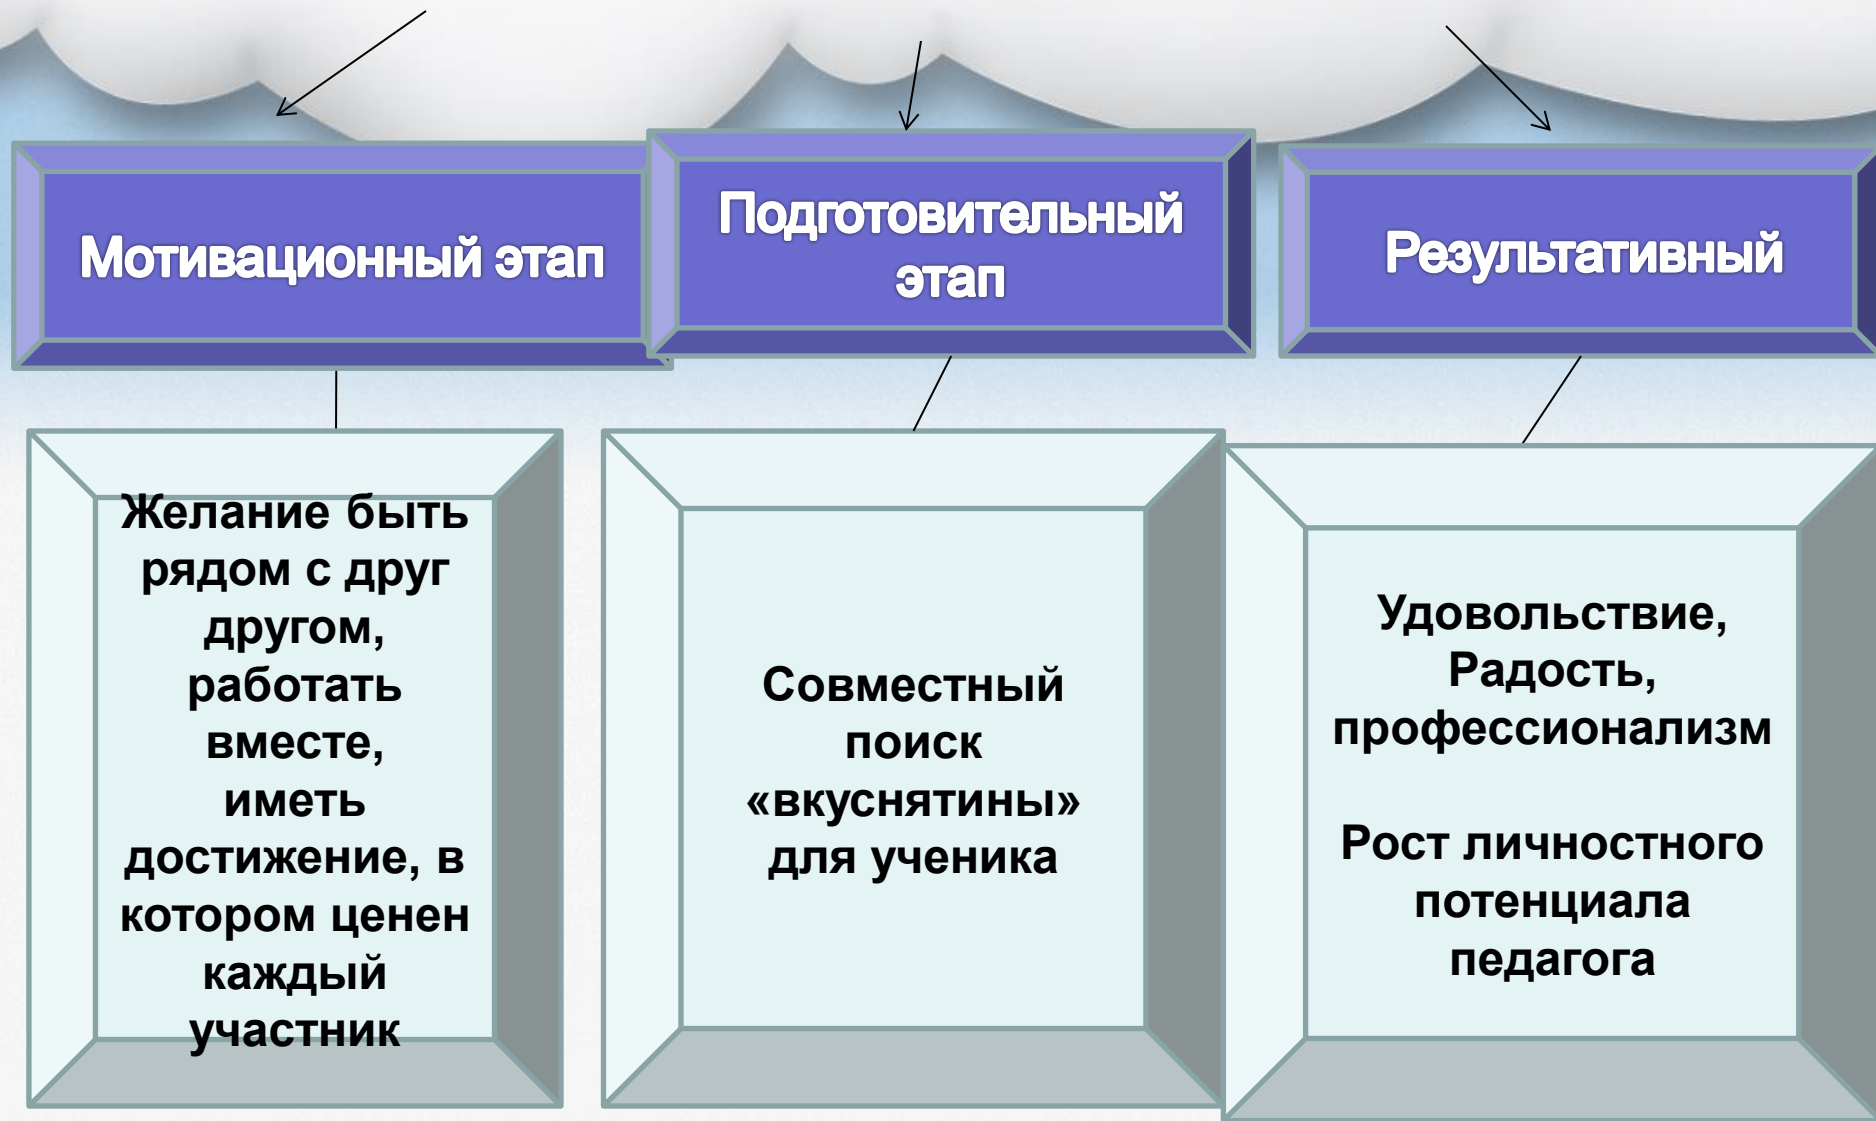 Мотивационный этап
Подготовительный
этап
Результативный
Желание быть
рядом с друг
другом,
работать
вместе,
иметь
достижение, в
котором ценен
каждый
участник
Совместный
поиск
«вкуснятины»
для ученика
Удовольствие,
Радость,
профессионализм
Рост личностного
потенциала
педагога